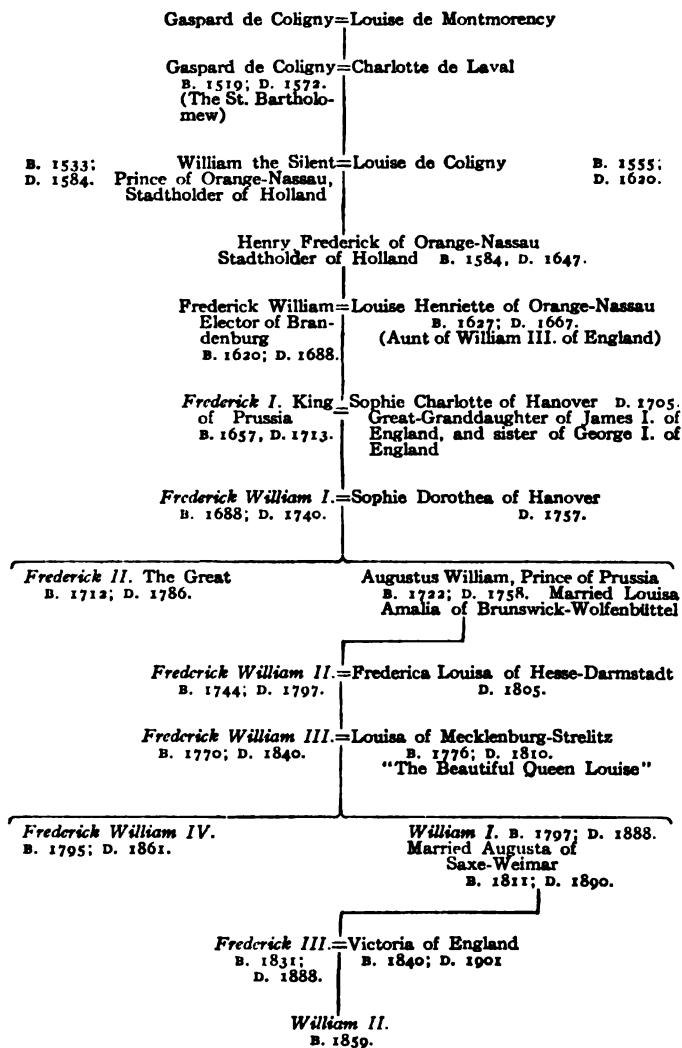 Gaspard de Coligny=Louise de Montmorency
Gaspard de Coligny=Charlotte de Laval
B. 1519; D. 1572.
(The St. Bartholo-
mew)
B. 1533; William the Silent=Louise de Coligny B. 1555;
D. 1584. Prince of Orange-Nassau, D. 1620.
Stadtholder of Holland
Henry Frederick of Orange-Nassau
Stadtholder of Holland B. 1584, D. 1647.
Frederick William=Louise Henriette of Orange-Nassau
Elector of Bran- B. 1627; D. 1667.
denburg (Aunt of William III. of England)
B. 1620; D. 1688.
Frederick I. King=Sophie Charlotte of Hanover D. 1705.
of Prussia Great-Granddaughter of James I. of
B. 1657, D. 1713. England, and sister of George I. of
England
Frederick William I.=Sophie Dorothea of Hanover
B. 1688; D. 1740. D. 1757.
Frederick II. The Great Augustus William, Prince of Prussia
B. 1712; D. 1786. B. 1722; D. 1758. Married Louisa
Amalia of Brunswick-Wolfenbüttel
Frederick William II.=Frederica Louisa of Hesse-Darmstadt
B. 1744; D. 1797. D. 1805.
Frederick William III.=Louisa of Mecklenburg-Strelitz
B. 1770; D. 1840. B. 1776; D. 1810.
"The Beautiful Queen Louise"
Frederick William IV. William I. B. 1797; D. 1888.
B. 1795; D. 1861. Married Augusta of
Saxe-Weimar
B. 1811; D. 1890.
Frederick III.=Victoria of England
B. 1831; B. 1840; D. 1901
D. 1888.
William II.
B. 1859.